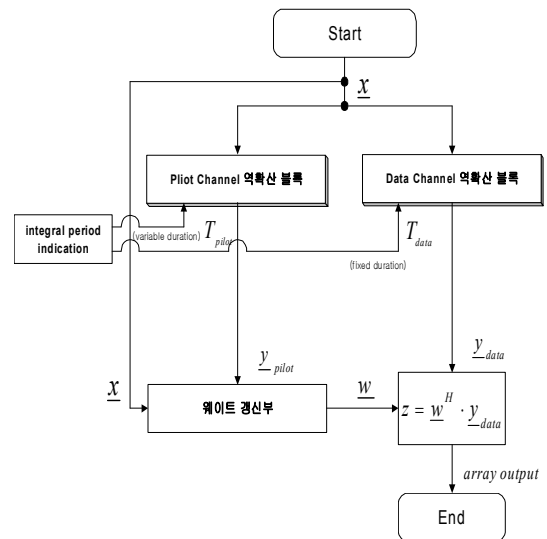 Start
x
Pliot Channel 역확산 블록
Data Channel 역확산 블록
integral period
indication
(variable duration) T_pilot
T_data
(fixed duration)
y_pilot
y_data
x
웨이트 갱신부
w
z = w^H · y_data
array output
End